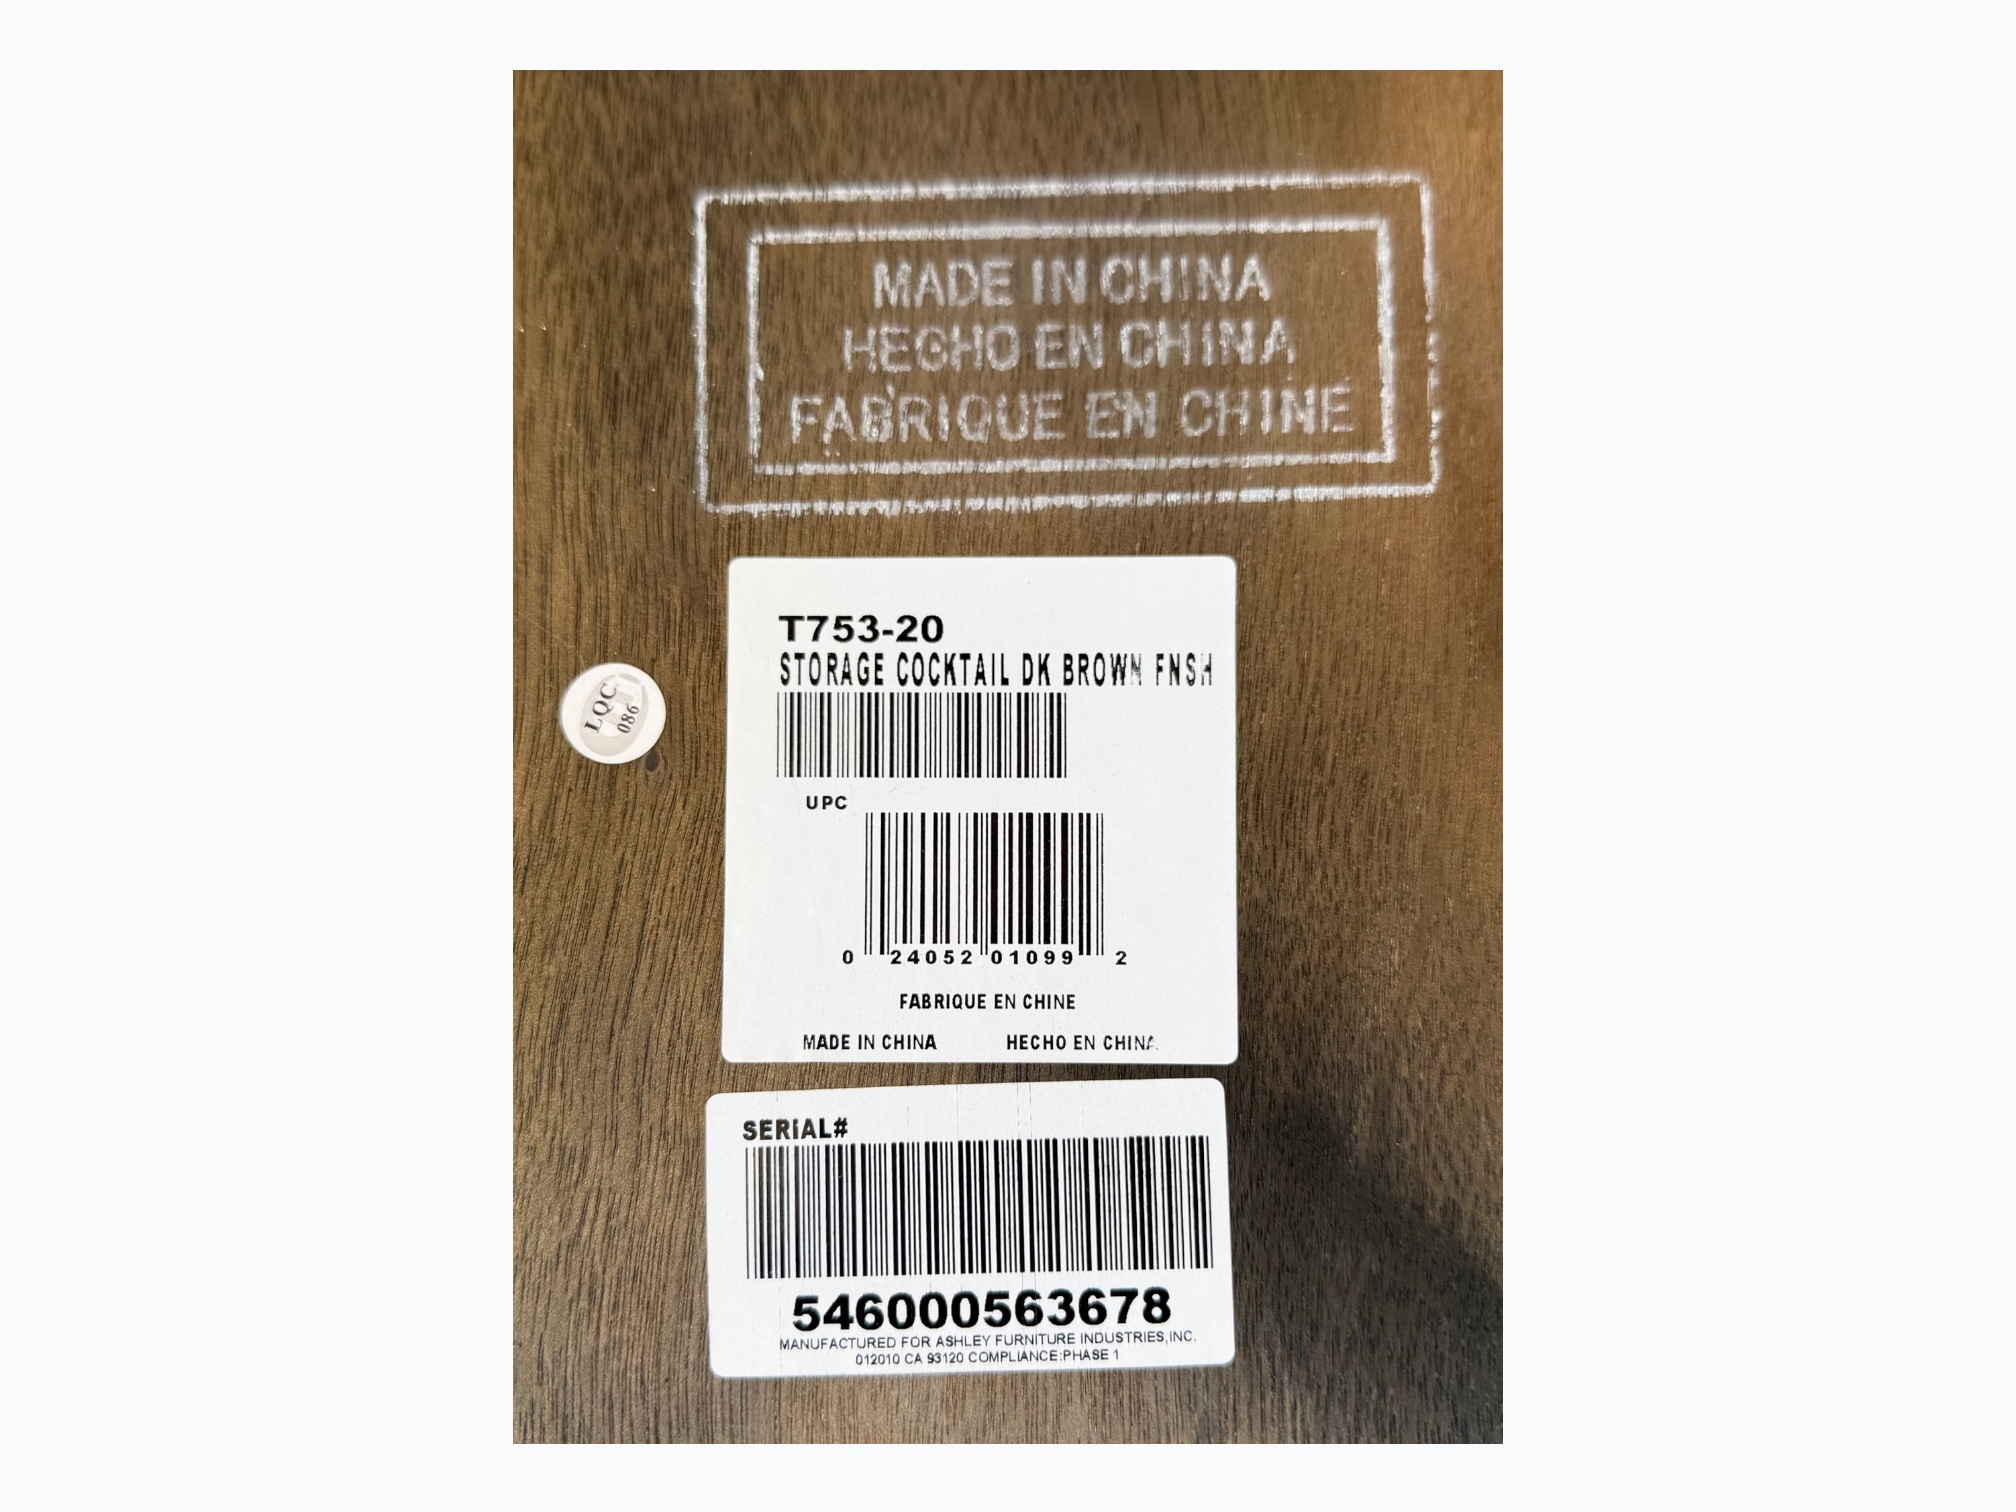 MADE IN CHINA
HECHO EN CHINA
FABRIQUE EN CHINE
T753-20
STORAGE COCKTAIL DK BROWN FNSH
LQC
086
UPC
0 24052 01099 2
FABRIQUE EN CHINE
MADE IN CHINA HECHO EN CHINA
SERIAL#
546000563678
MANUFACTURED FOR ASHLEY FURNITURE INDUSTRIES,INC.
012010 CA 93120 COMPLIANCE:PHASE 1